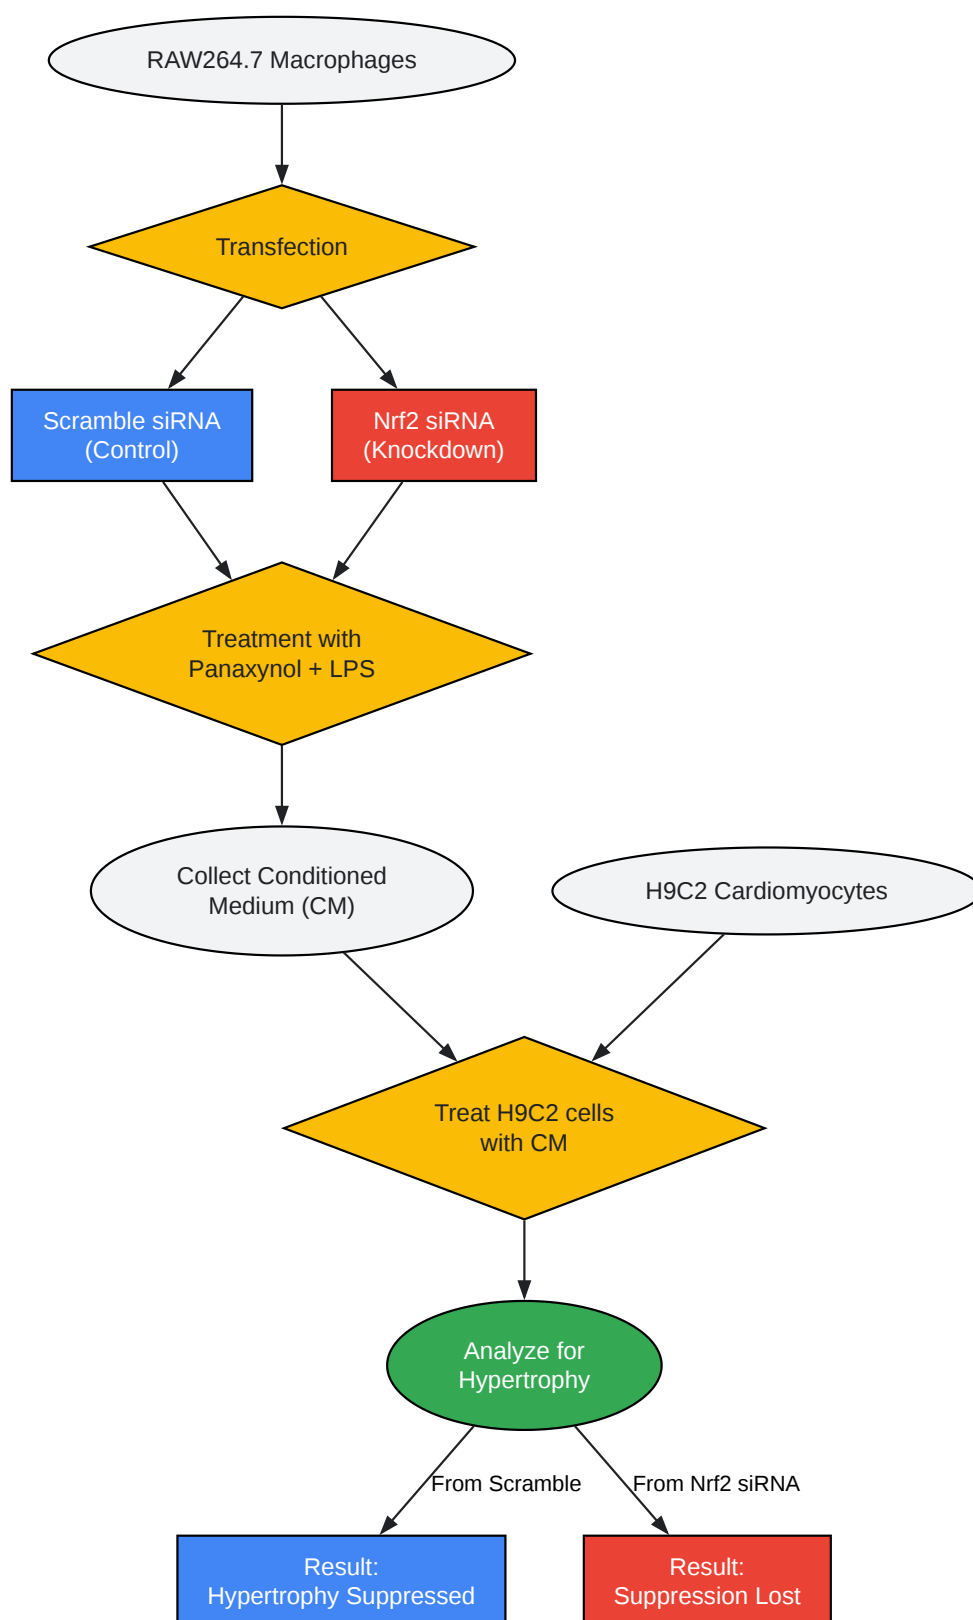 RAW264.7 Macrophages
Transfection
Scramble siRNA
(Control)
Nrf2 siRNA
(Knockdown)
Treatment with
Panaxynol + LPS
Collect Conditioned
Medium (CM)
H9C2 Cardiomyocytes
Treat H9C2 cells
with CM
Analyze for
Hypertrophy
From Scramble
From Nrf2 siRNA
Result:
Hypertrophy Suppressed
Result:
Suppression Lost